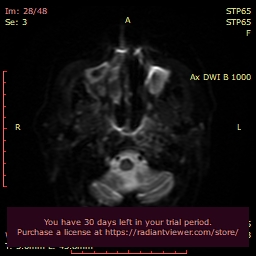 Im: 28/48
Se: 3
STP65
STP65
F
A
Ax DWI B 1000
R
L
You have 30 days left in your trial period.
Purchase a license at https://radiantviewer.com/store/